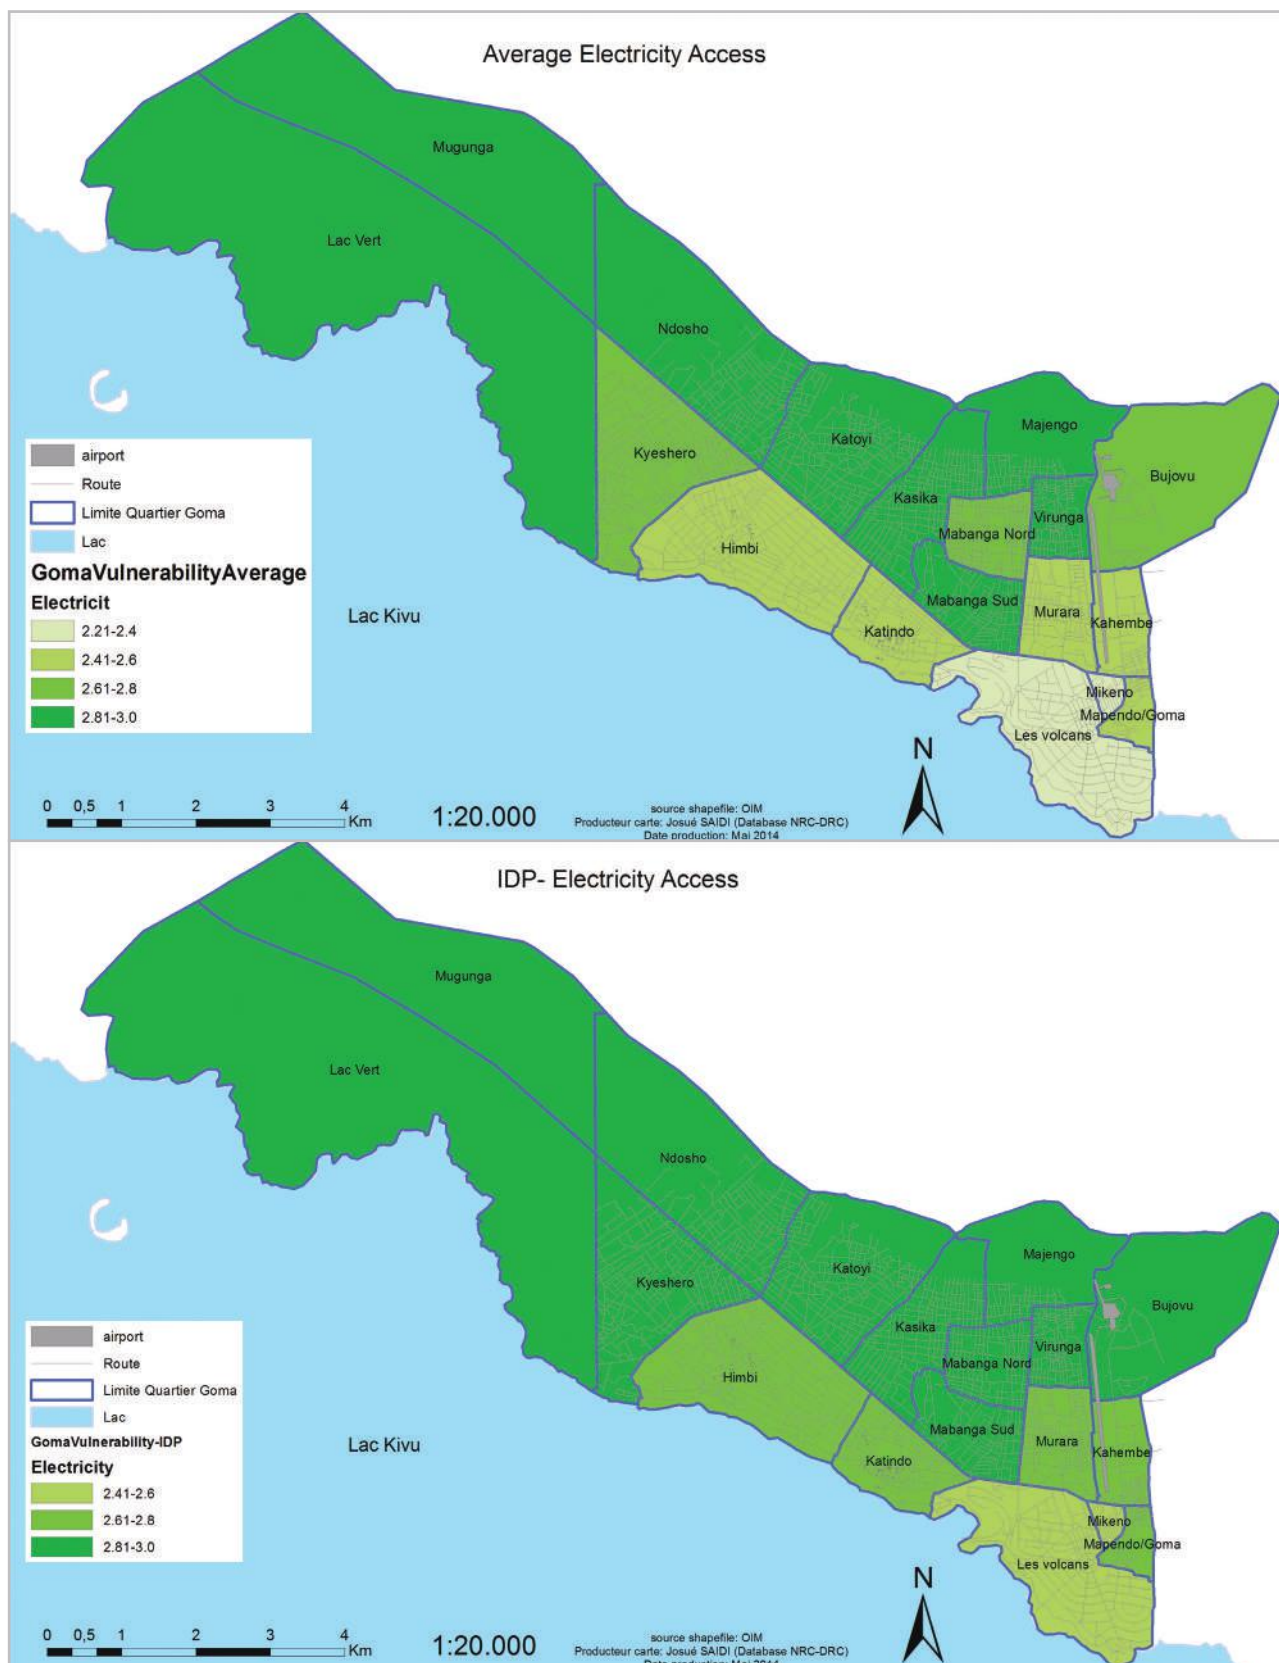 Average Electricity Access
Mugunga
Lac Vert
Ndosho
Katoyi
Majengo
Kyeshero
Bujovu
Kasika
Virunga
Mabanga Nord
Himbi
Mabanga Sud
Murara
Kahembe
Katindo
Mikeno
Mapendo/Goma
Les volcans
Lac Kivu
airport
Route
Limite Quartier Goma
Lac
GomaVulnerabilityAverage
Electricit
2.21-2.4
2.41-2.6
2.61-2.8
2.81-3.0
N
0 0,5 1 2 3 4
Km
1:20.000
source shapefile: OIM
Producteur carte: Josué SAIDI (Database NRC-DRC)
Date production: Mai 2014
IDP- Electricity Access
Mugunga
Lac Vert
Ndosho
Katoyi
Majengo
Kyeshero
Bujovu
Kasika
Virunga
Mabanga Nord
Himbi
Mabanga Sud
Murara
Kahembe
Katindo
Mikeno
Mapendo/Goma
Les volcans
Lac Kivu
airport
Route
Limite Quartier Goma
Lac
GomaVulnerability-IDP
Electricity
2.41-2.6
2.61-2.8
2.81-3.0
N
0 0,5 1 2 3 4
Km
1:20.000
source shapefile: OIM
Producteur carte: Josué SAIDI (Database NRC-DRC)
Date production: Mai 2014